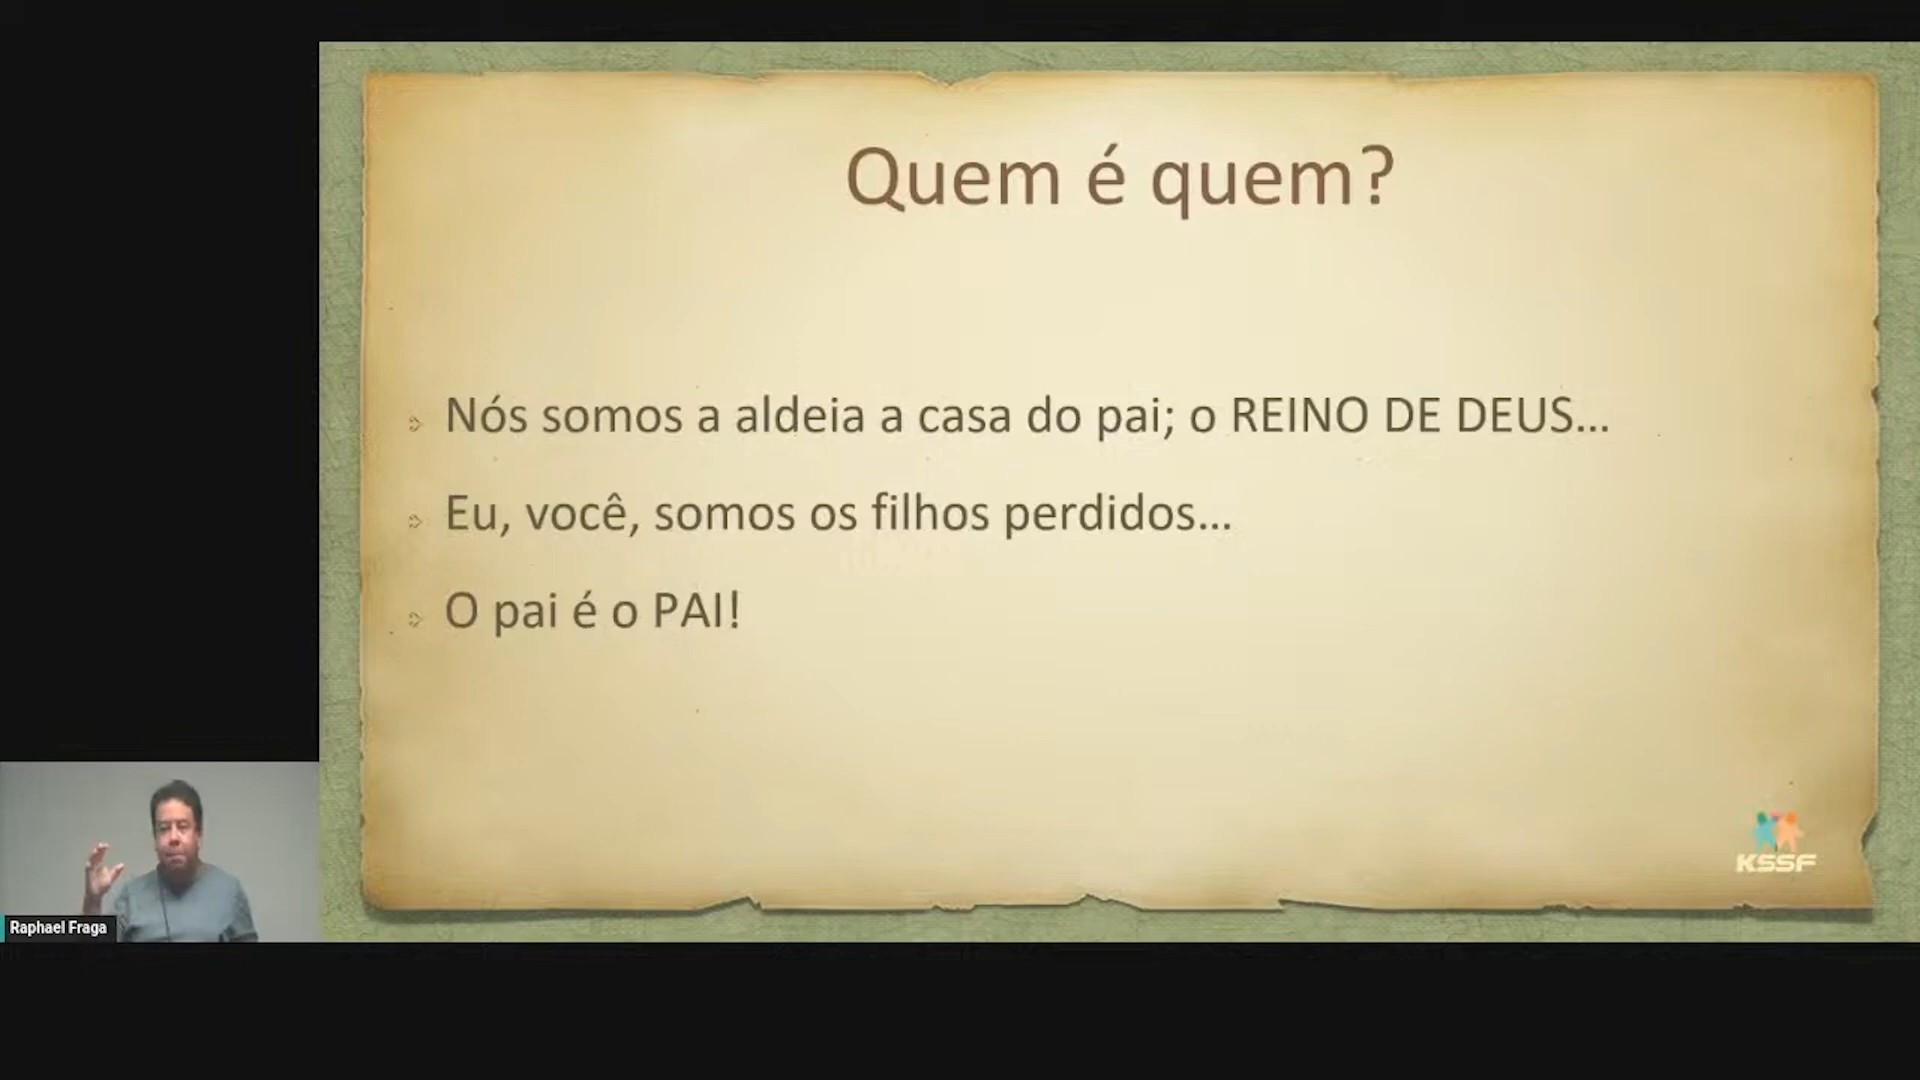 Quem é quem?
Nós somos a aldeia a casa do pai; o REINO DE DEUS...
Eu, você, somos os filhos perdidos...
O pai é o PAI!
KSSF
Raphael Fraga